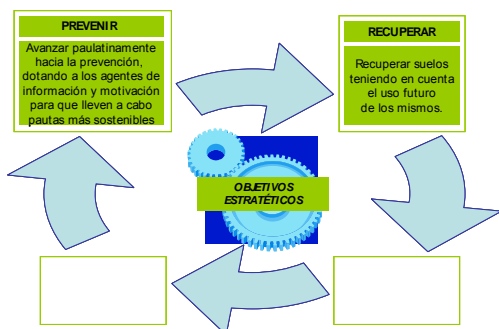 PREVENIR
Avanzar paulatinamente
hacia la prevención,
dotando a los agentes de
información y motivación
para que lleven a cabo
pautas más sostenibles
RECUPERAR
Recuperar suelos
teniendo en cuenta
el uso futuro
de los mismos.
OBJETIVOS
ESTRATÉTICOS